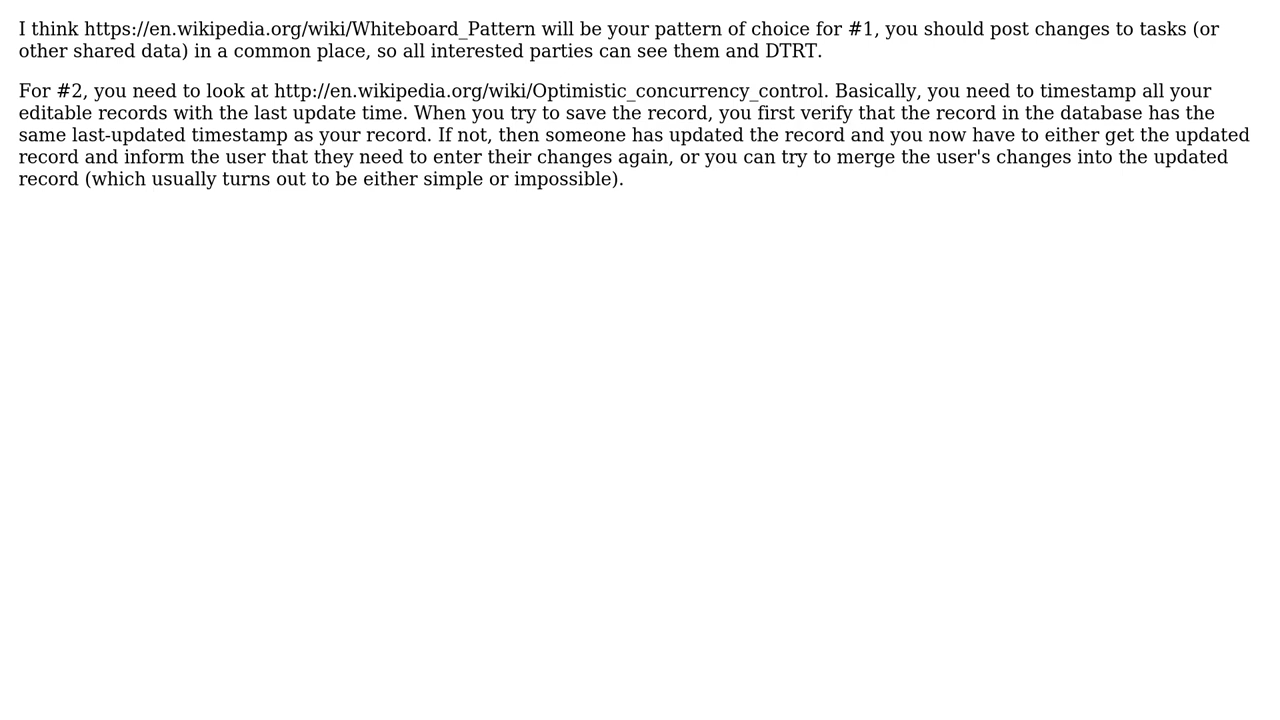 I think https://en.wikipedia.org/wiki/Whiteboard_Pattern will be your pattern of choice for #1, you should post changes to tasks (or
other shared data) in a common place, so all interested parties can see them and DTRT.
For #2, you need to look at http://en.wikipedia.org/wiki/Optimistic_concurrency_control. Basically, you need to timestamp all your
editable records with the last update time. When you try to save the record, you first verify that the record in the database has the
same last-updated timestamp as your record. If not, then someone has updated the record and you now have to either get the updated
record and inform the user that they need to enter their changes again, or you can try to merge the user's changes into the updated
record (which usually turns out to be either simple or impossible).